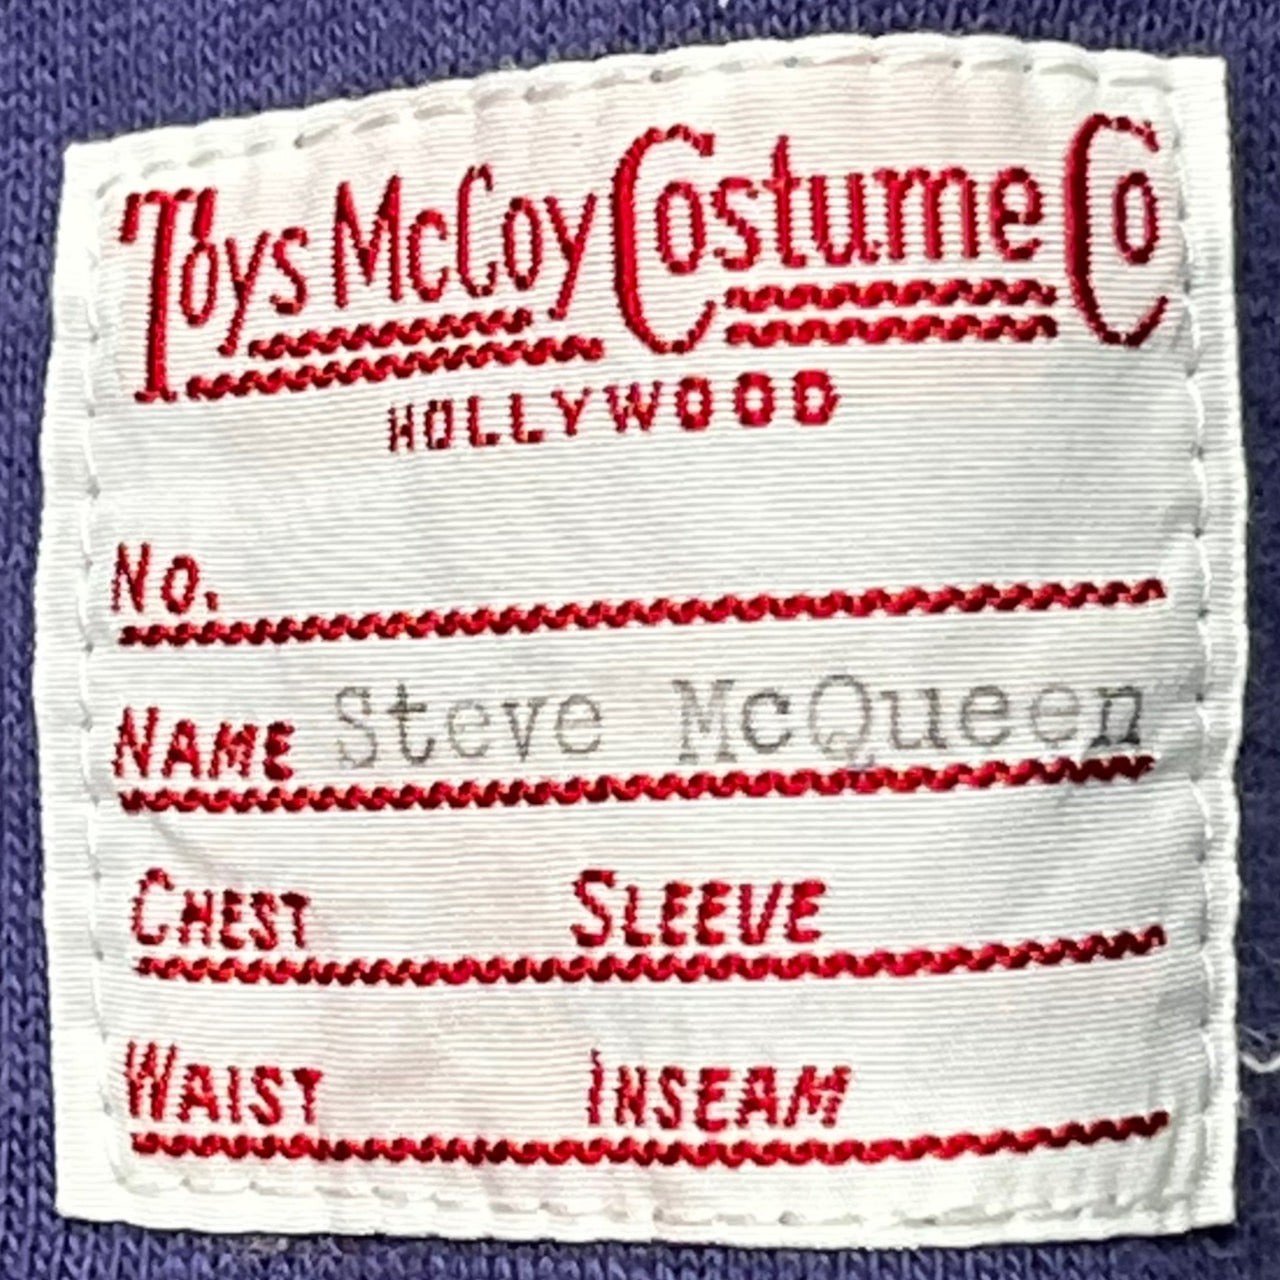 Toys McCoy Costume Co
HOLLYWOOD
No.
NAME Steve McQueen
CHEST SLEEVE
WAIST INSEAM